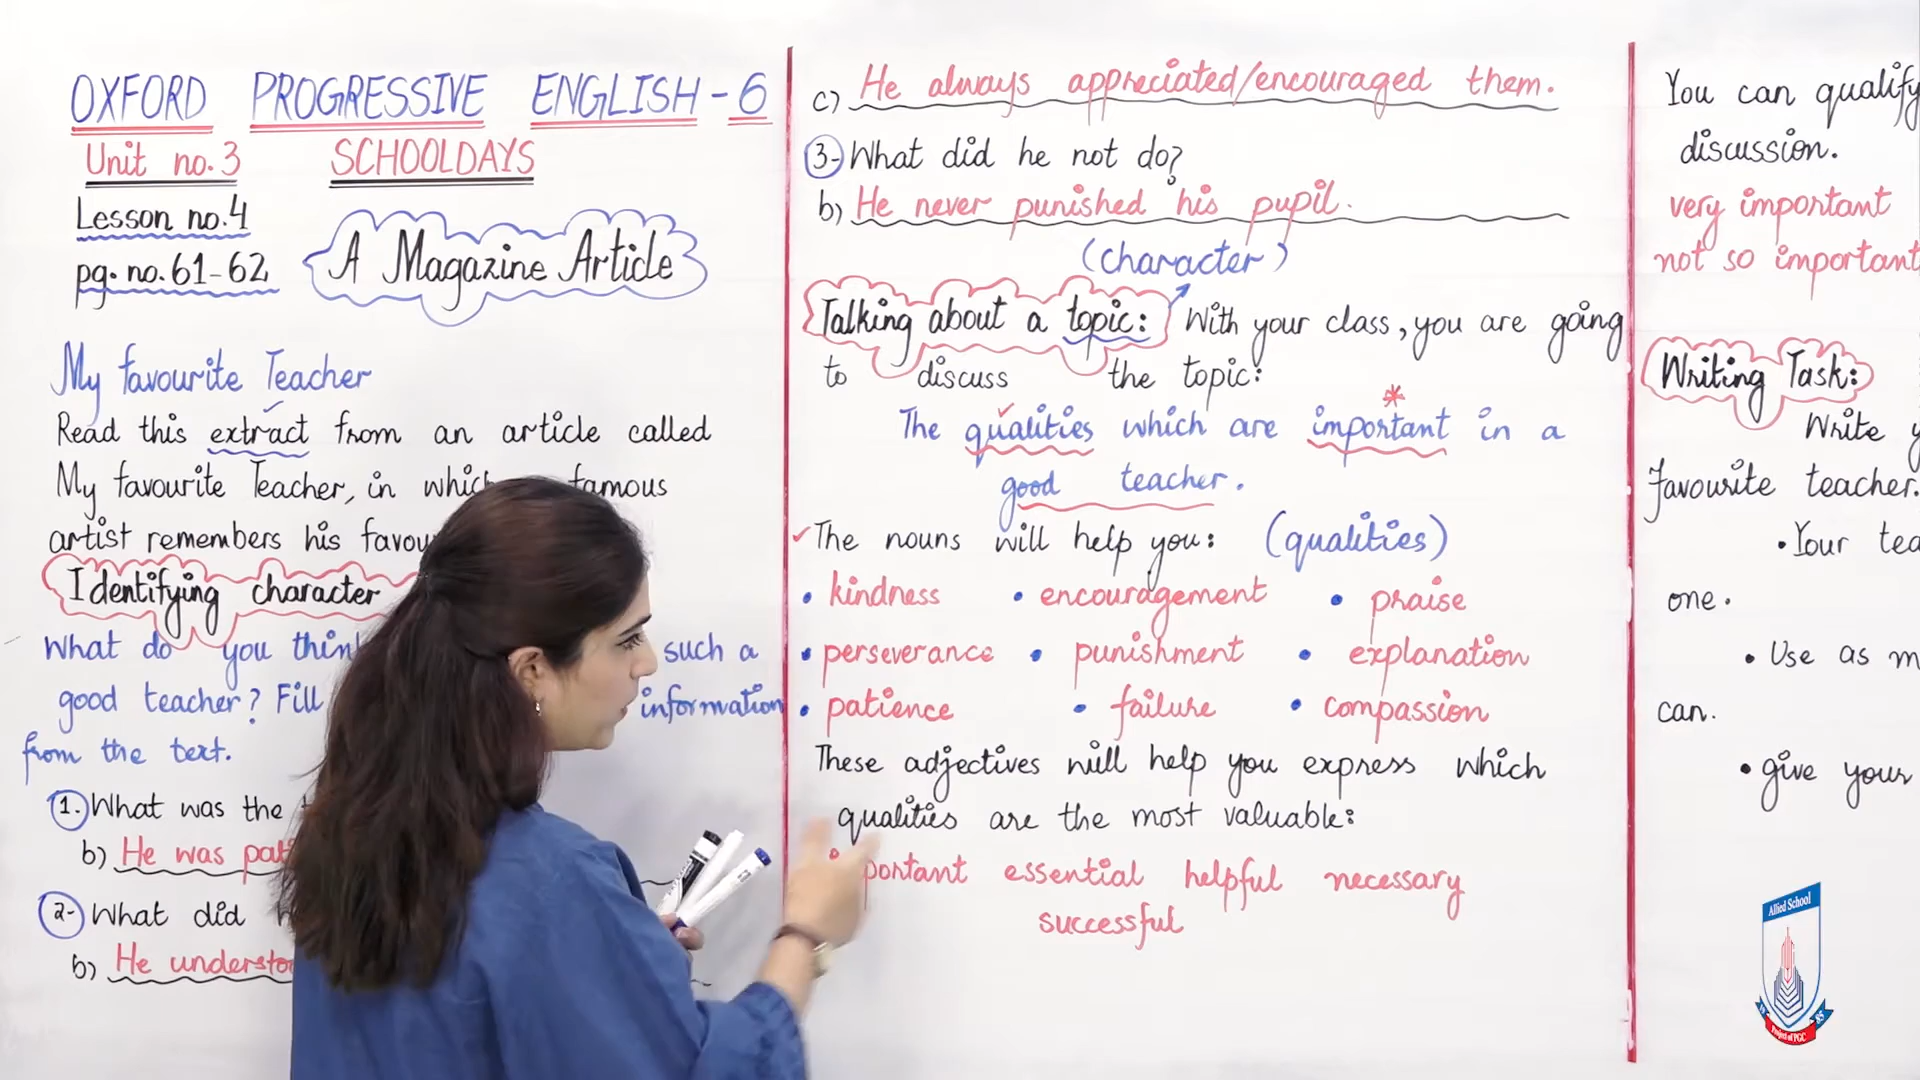 OXFORD PROGRESSIVE ENGLISH-6
Unit no.3 SCHOOLDAYS
Lesson no.4
pg. no.61-62
A Magazine Article
My favourite Teacher
Read this extract from an article called
My favourite Teacher, in which famous
artist remembers his
Identifying character
What do you think such a
good teacher? Fill information
from the text.
1. What was the
b) He was
2- What did
b) He
c) He always appreciated/encouraged them.
3- What did he not do?
b) He never punished his pupil.
(character)
Talking about a topic: With your class, you are going
to discuss the topic:
The qualities which are important in a
good teacher.
The nouns will help you: (qualities)
• kindness • encouragement • praise
• perseverance • punishment • explanation
• patience • failure • compassion
These adjectives will help you express which
qualities are the most valuable:
essential helpful necessary
successful
You can qualify
discussion.
very important
not so important
Writing Task:
Write
favourite teacher.
• Your
one.
• Use as
can.
• give your
Allied School
Project of PGC